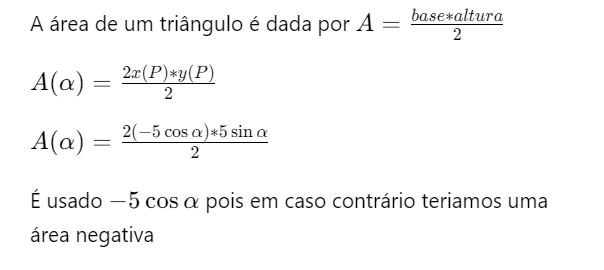 A área de um triângulo é dada por $A = \frac{base*altura}{2}$
$A(\alpha) = \frac{2x(P)*y(P)}{2}$
$A(\alpha) = \frac{2(-5\cos\alpha)*5\sin\alpha}{2}$
É usado $-5\cos\alpha$ pois em caso contrário teriamos uma
área negativa